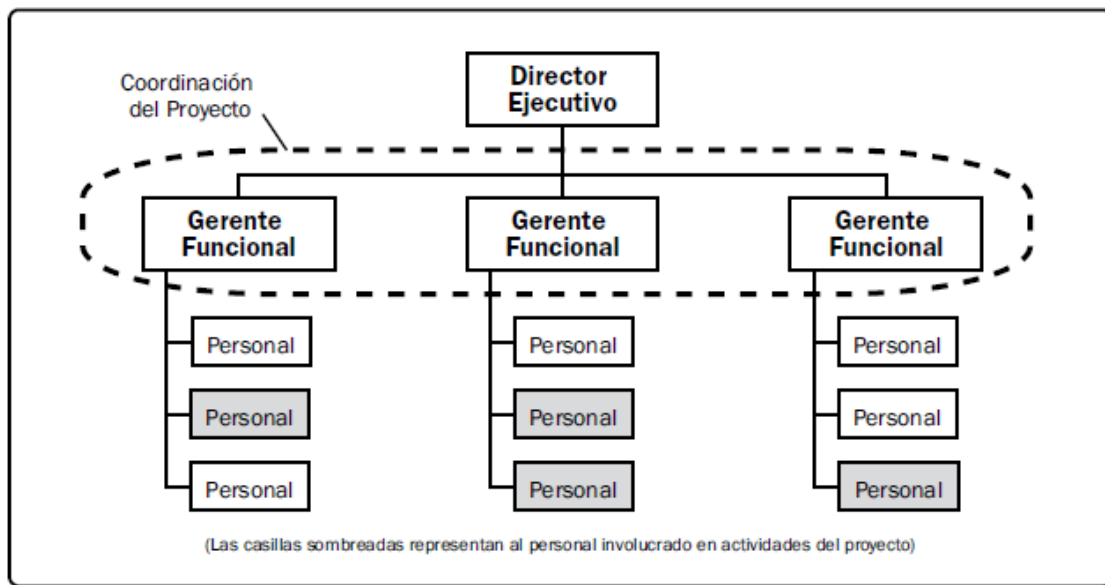 Director
Ejecutivo
Coordinación
del Proyecto
Gerente
Funcional
Gerente
Funcional
Gerente
Funcional
Personal
Personal
Personal
Personal
Personal
Personal
Personal
Personal
Personal
(Las casillas sombreadas representan al personal involucrado en actividades del proyecto)